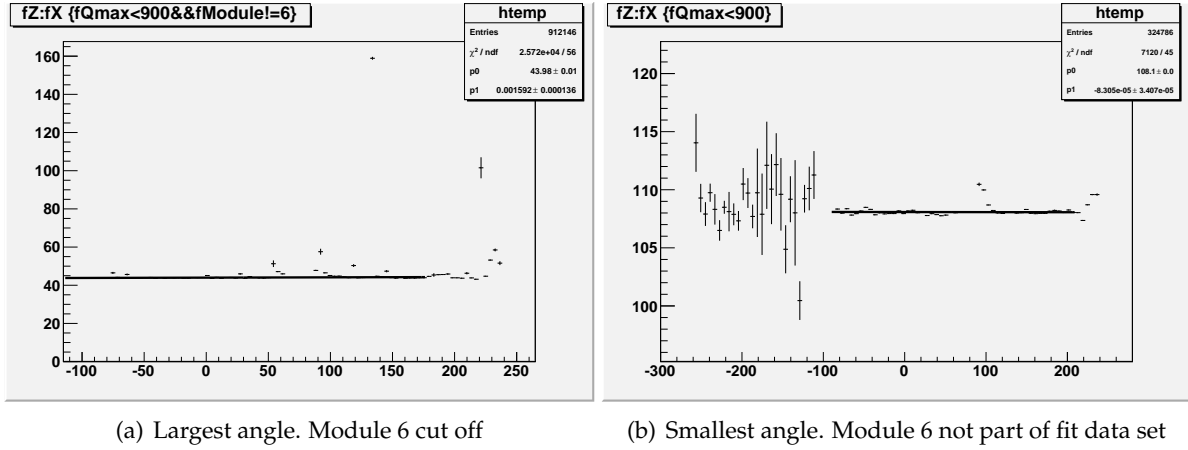 fZ:fX {fQmax<900&&fModule!=6}
htemp
Entries 912146
χ² / ndf 2.572e+04 / 56
p0 43.98 ± 0.01
p1 0.001592 ± 0.000136
160
140
120
100
80
60
40
20
0
-100 -50 0 50 100 150 200 250
(a) Largest angle. Module 6 cut off
fZ:fX {fQmax<900}
htemp
Entries 324786
χ² / ndf 7120 / 45
p0 108.1 ± 0.0
p1 -8.305e-05 ± 3.407e-05
120
115
110
105
100
-300 -200 -100 0 100 200
(b) Smallest angle. Module 6 not part of fit data set